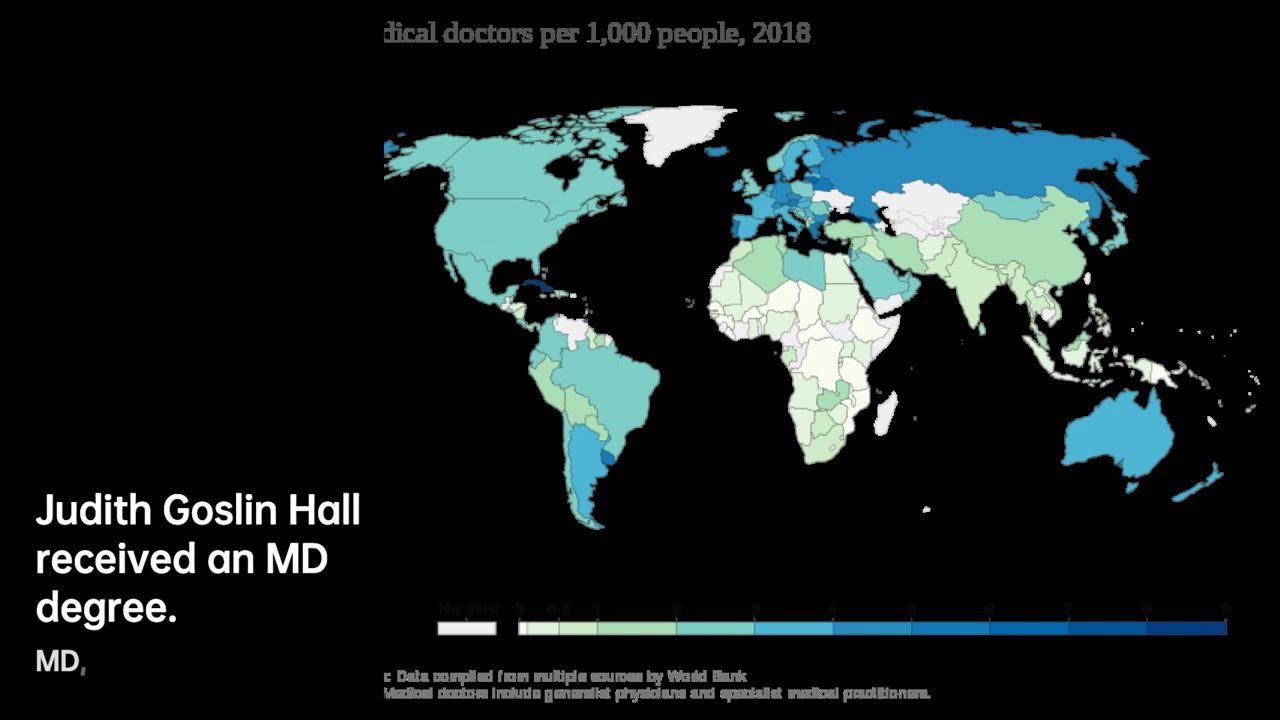 dical doctors per 1,000 people, 2018
Judith Goslin Hall
received an MD
degree.
MD,
No data 0 0.5 1 2 3 4 5 6 7 8 9
: Data compiled from multiple sources by World Bank
Medical doctors include generalist physicians and specialist medical practitioners.